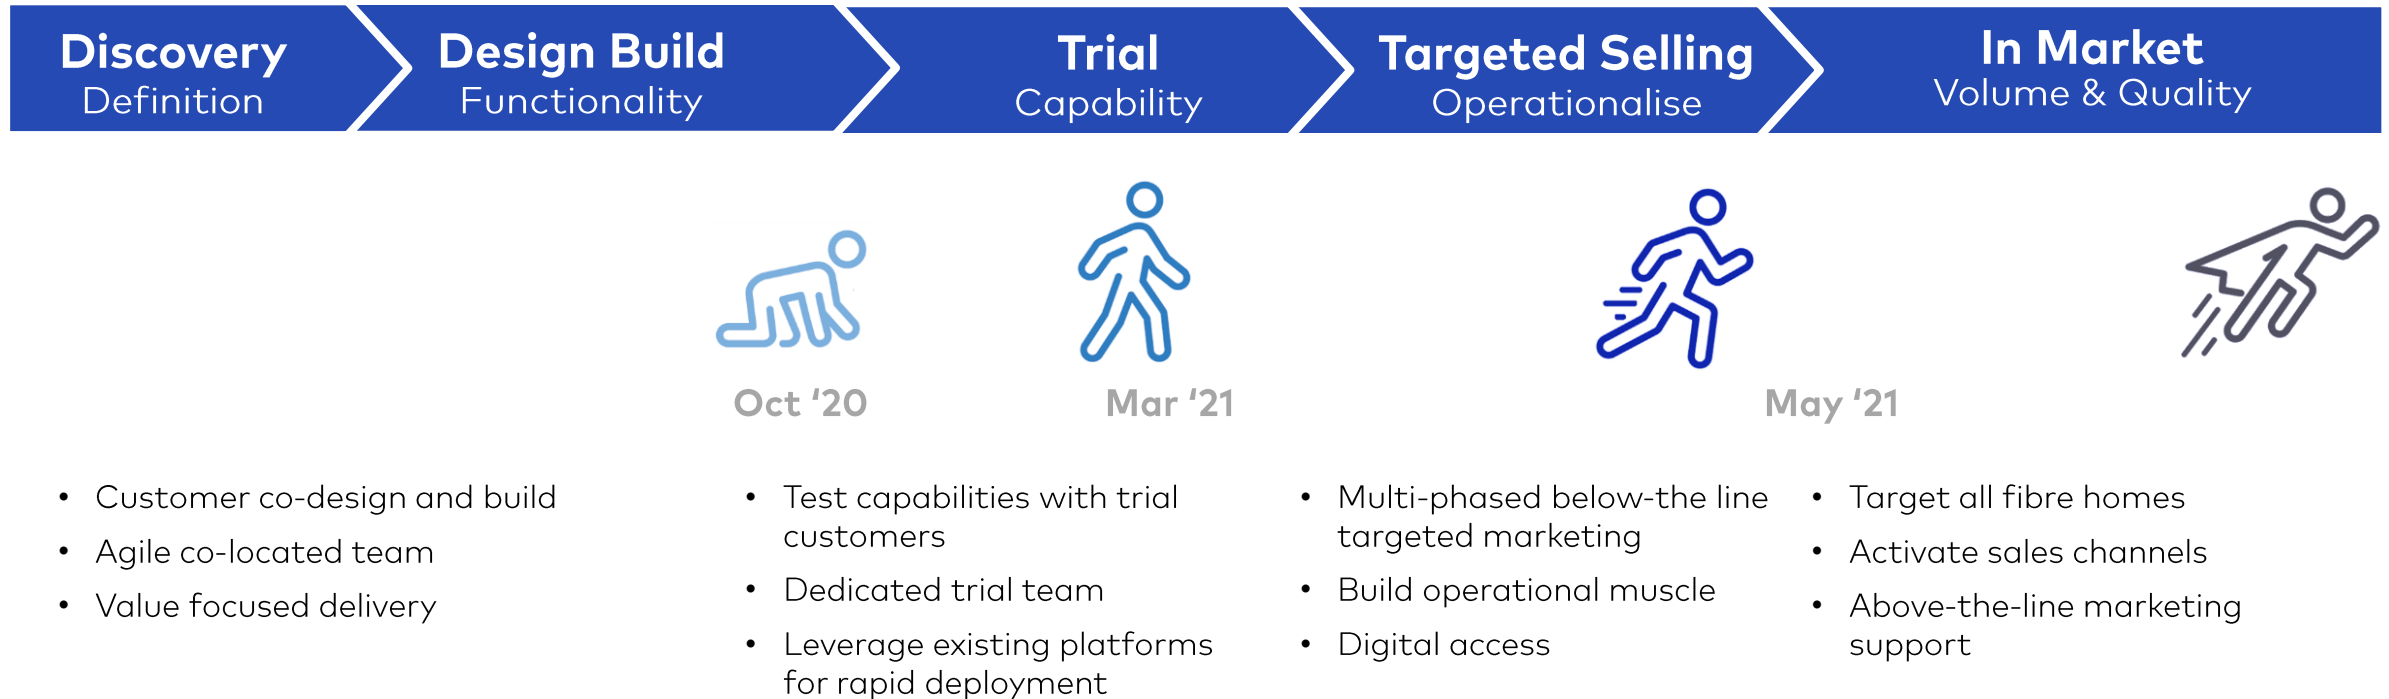 Discovery
Definition
Design Build
Functionality
Trial
Capability
Targeted Selling
Operationalise
In Market
Volume & Quality
Oct ‘20
Mar ‘21
May ‘21
• Customer co-design and build
• Agile co-located team
• Value focused delivery
• Test capabilities with trial
customers
• Dedicated trial team
• Leverage existing platforms
for rapid deployment
• Multi-phased below-the line
targeted marketing
• Build operational muscle
• Digital access
• Target all fibre homes
• Activate sales channels
• Above-the-line marketing
support